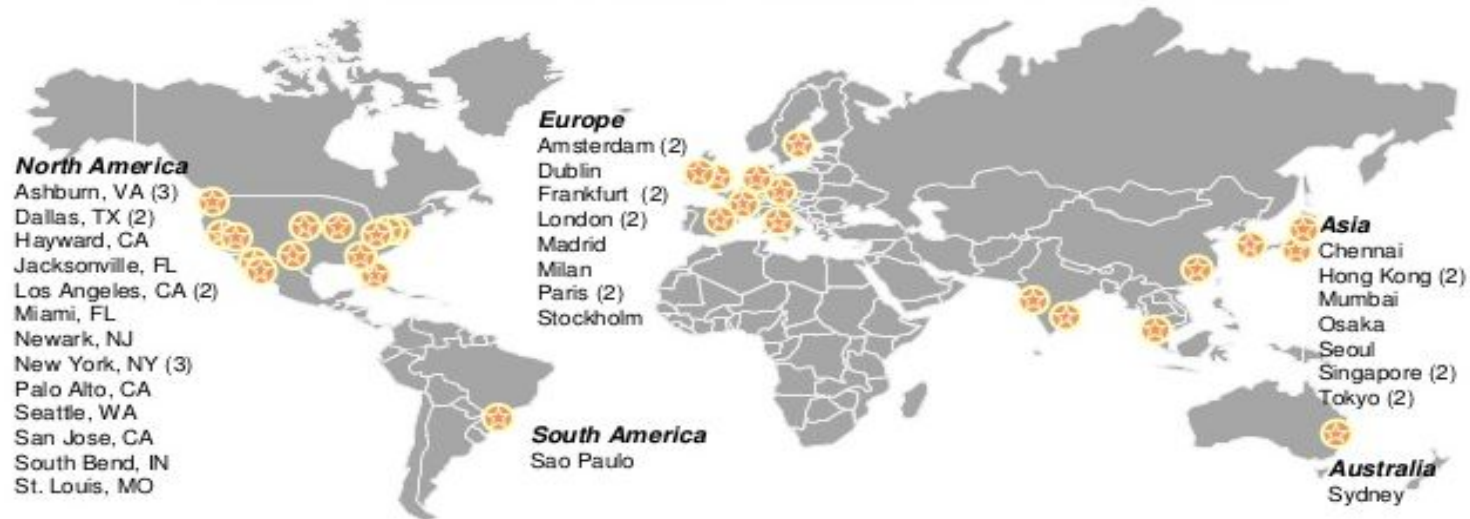 North America
Ashburn, VA (3)
Dallas, TX (2)
Hayward, CA
Jacksonville, FL
Los Angeles, CA (2)
Miami, FL
Newark, NJ
New York, NY (3)
Palo Alto, CA
Seattle, WA
San Jose, CA
South Bend, IN
St. Louis, MO
Europe
Amsterdam (2)
Dublin
Frankfurt (2)
London (2)
Madrid
Milan
Paris (2)
Stockholm
South America
Sao Paulo
Asia
Chennai
Hong Kong (2)
Mumbai
Osaka
Seoul
Singapore (2)
Tokyo (2)
Australia
Sydney